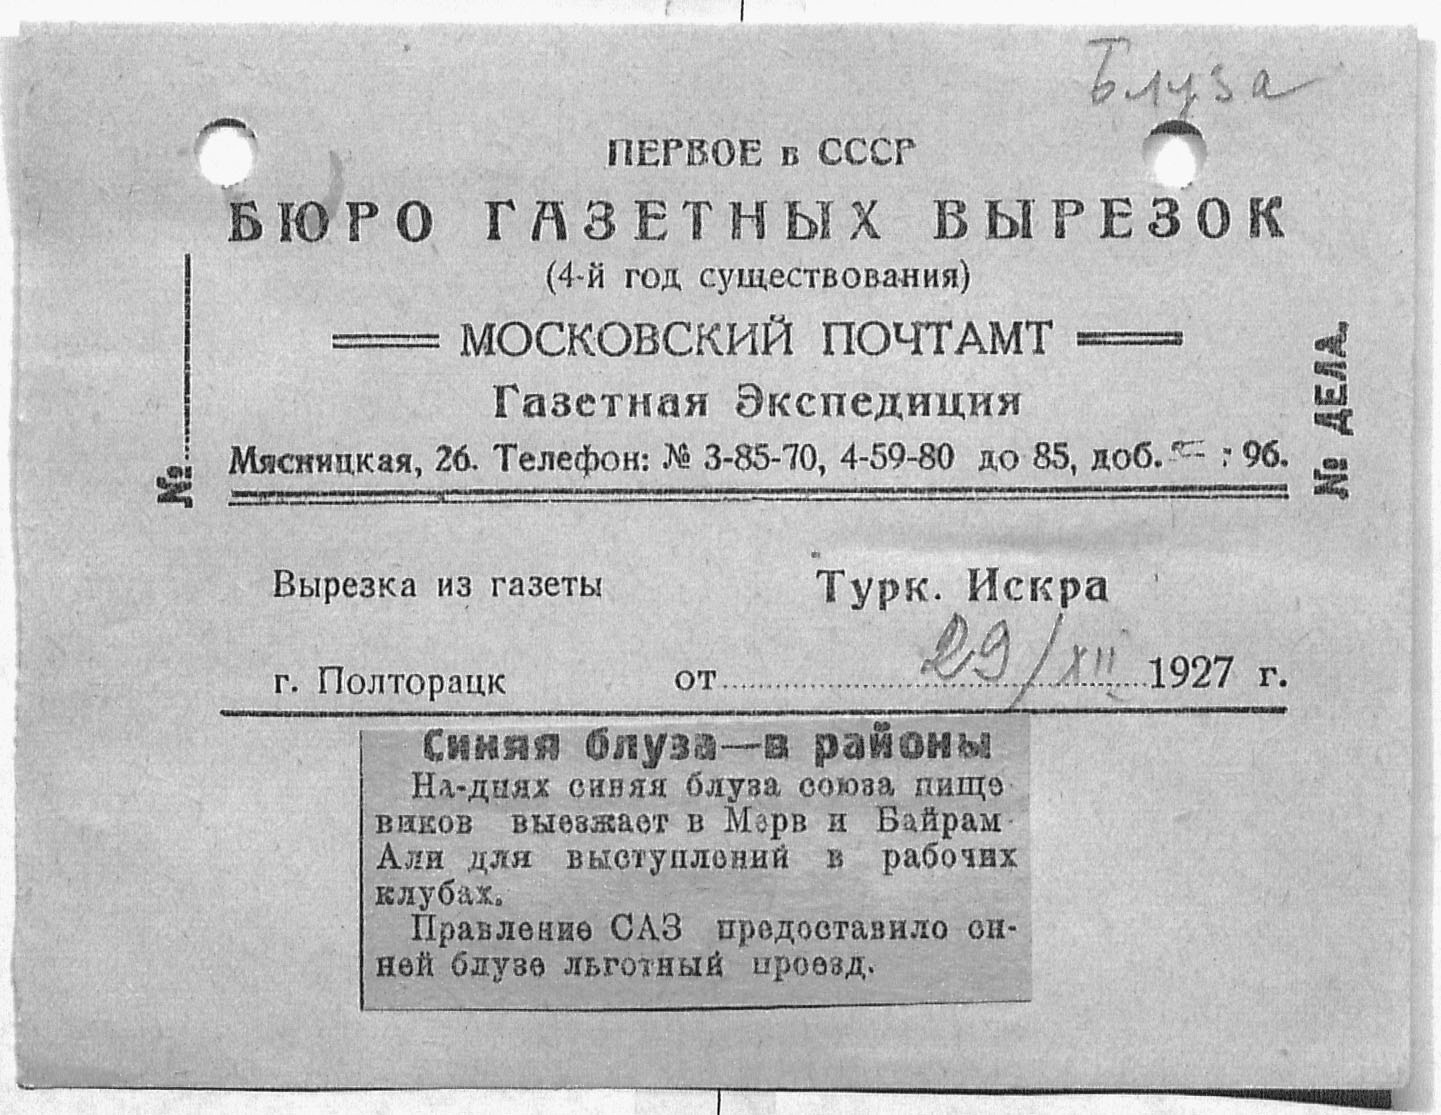 Блуза
ПЕРВОЕ в СССР
БЮРО ГАЗЕТНЫХ ВЫРЕЗОК
(4-й год существования)
МОСКОВСКИЙ ПОЧТАМТ
Газетная Экспедиция
Мясницкая, 26. Телефон: № 3-85-70, 4-59-80 до 85, доб. 96.
№
№ ДЕЛА.
Вырезка из газеты Турк. Искра
г. Полторацк от 29/XII 1927 г.
Синяя блуза—в районы
На-днях синяя блуза союза пище-
виков выезжает в Мерв и Байрам-
Али для выступлений в рабочих
клубах.
Правление САЗ предоставило си-
ней блузе льготный проезд.